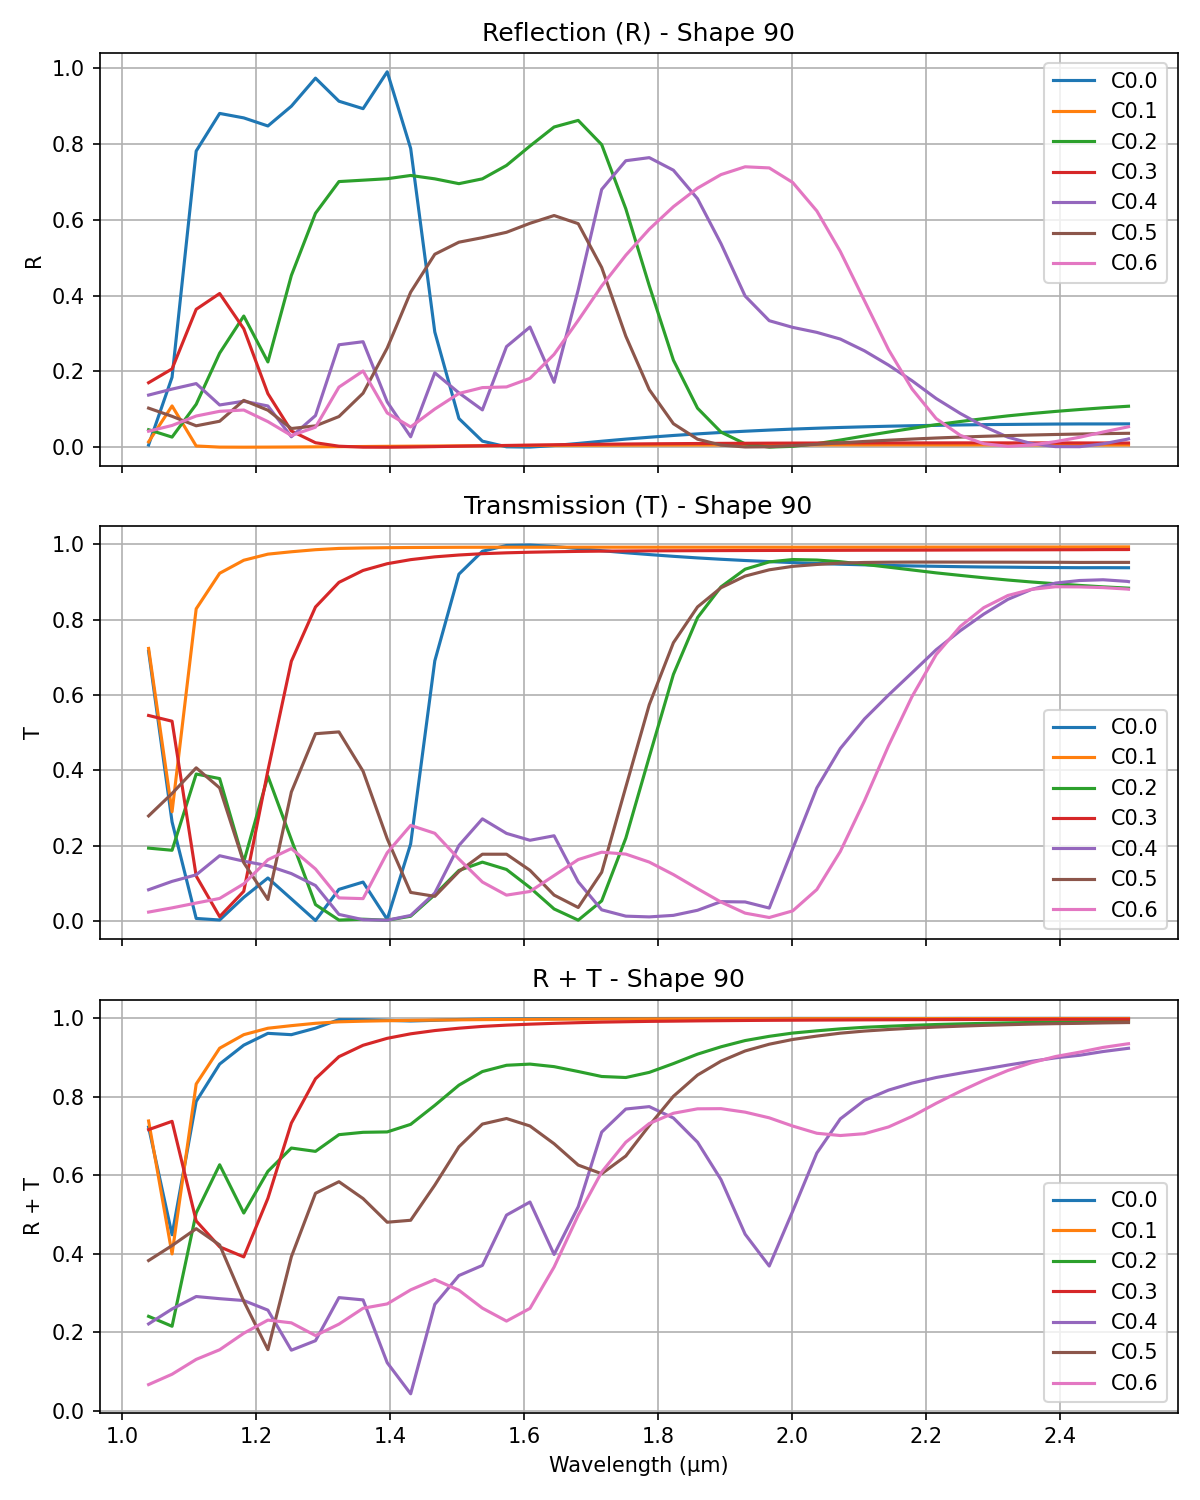 Reflection (R) - Shape 90
1.0
0.8
0.6
0.4
0.2
0.0
R
C0.0
C0.1
C0.2
C0.3
C0.4
C0.5
C0.6
Transmission (T) - Shape 90
1.0
0.8
0.6
0.4
0.2
0.0
T
C0.0
C0.1
C0.2
C0.3
C0.4
C0.5
C0.6
R + T - Shape 90
1.0
0.8
0.6
0.4
0.2
0.0
R + T
C0.0
C0.1
C0.2
C0.3
C0.4
C0.5
C0.6
1.0 1.2 1.4 1.6 1.8 2.0 2.2 2.4
Wavelength (μm)